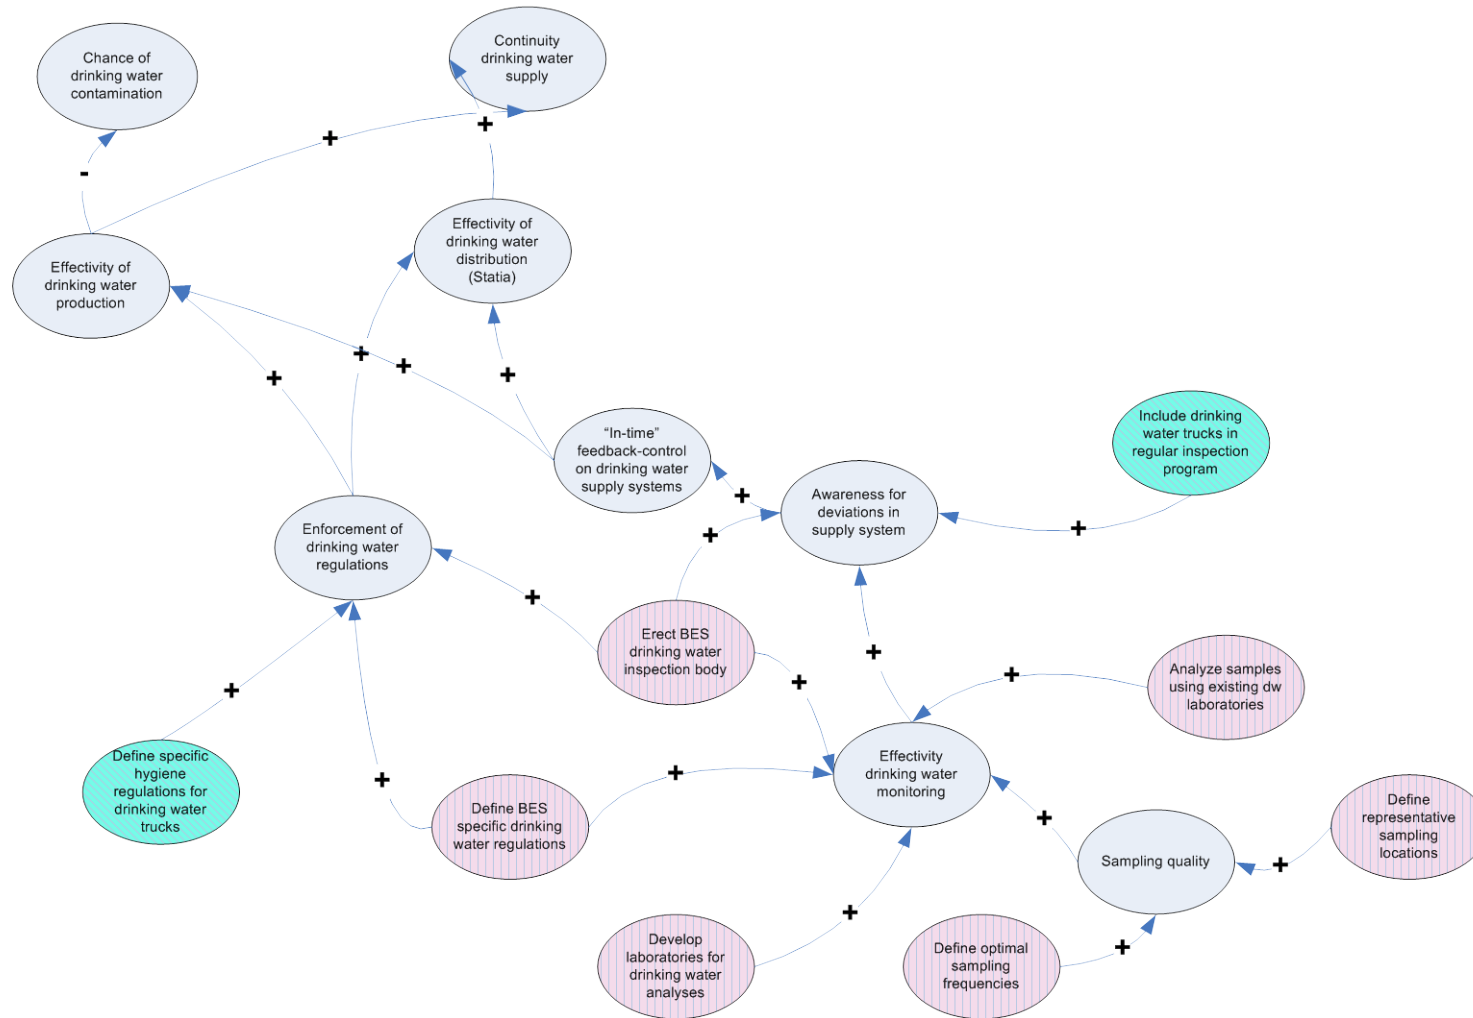 Chance of
drinking water
contamination
Continuity
drinking water
supply
-
+
+
Effectivity of
drinking water
production
Effectivity of
drinking water
distribution
(Statia)
+
+
+
+
"In-time"
feedback-control
on drinking water
supply systems
Include drinking
water trucks in
regular inspection
program
Awareness for
deviations in
supply system
+
+
+
Enforcement of
drinking water
regulations
+
Erect BES
drinking water
inspection body
+
+
+
Analyze samples
using existing dw
laboratories
+
Define specific
hygiene
regulations for
drinking water
trucks
+
Define BES
specific drinking
water regulations
+
Effectivity
drinking water
monitoring
+
Sampling quality
Define
representative
sampling
locations
+
Develop
laboratories for
drinking water
analyses
+
Define optimal
sampling
frequencies
+